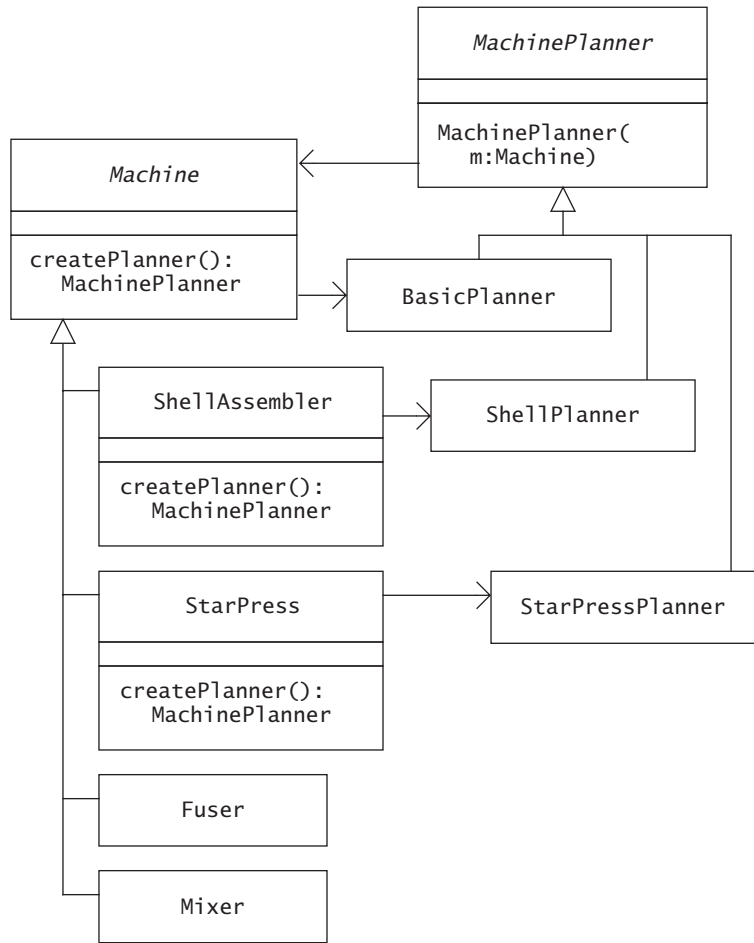 MachinePlanner
MachinePlanner(
m:Machine)
Machine
createPlanner():
MachinePlanner
BasicPlanner
ShellAssembler
createPlanner():
MachinePlanner
ShellPlanner
StarPress
createPlanner():
MachinePlanner
StarPressPlanner
Fuser
Mixer